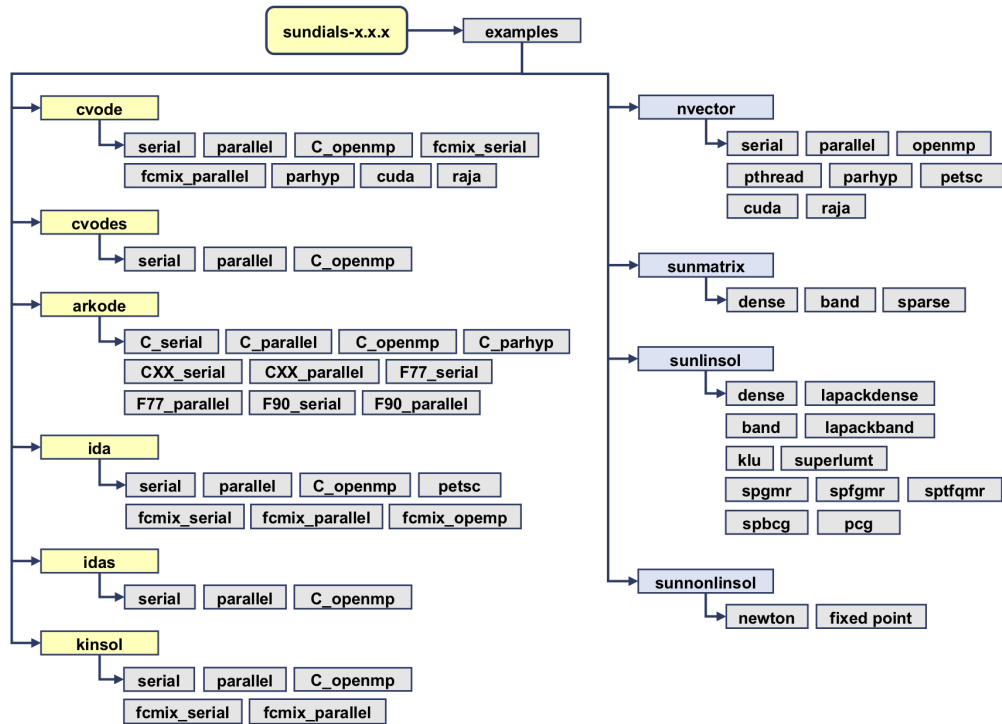 sundials-x.x.x examples
cvode
serial parallel C_openmp fcmix_serial
fcmix_parallel parhyp cuda raja
cvodes
serial parallel C_openmp
arkode
C_serial C_parallel C_openmp C_parhyp
CXX_serial CXX_parallel F77_serial
F77_parallel F90_serial F90_parallel
ida
serial parallel C_openmp petsc
fcmix_serial fcmix_parallel fcmix_opemp
idas
serial parallel C_openmp
kinsol
serial parallel C_openmp
fcmix_serial fcmix_parallel
nvector
serial parallel openmp
pthread parhyp petsc
cuda raja
sunmatrix
dense band sparse
sunlinsol
dense lapackdense
band lapackband
klu superlumt
spgmr spfgmr sptfqmr
spbcg pcg
sunnonlinsol
newton fixed point